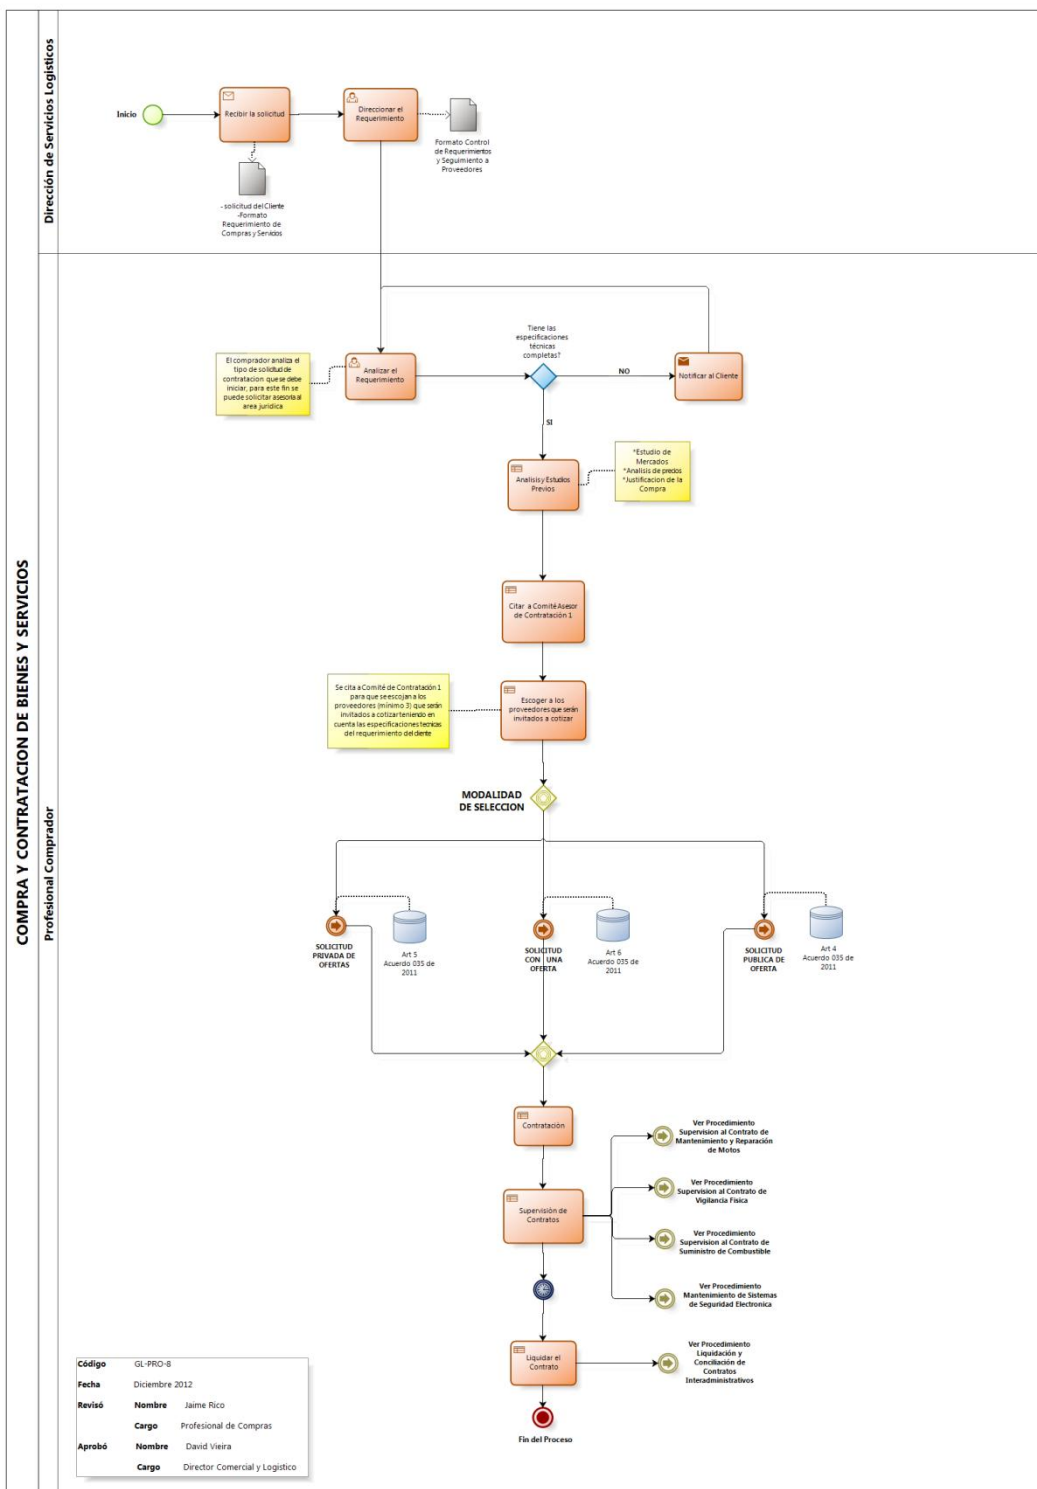 COMPRA Y CONTRATACION DE BIENES Y SERVICIOS
Dirección de Servicios Logisticos
Inicio
Recibir la solicitud
Direccionar el
Requerimiento
Formato Control
de Requerimientos
y Seguimiento a
Proveedores
- solicitud del Cliente
-Formato
Requerimiento de
Compras y Servicios
Profesional Comprador
El comprador analiza el
tipo de solicitud de
contratacion que se debe
iniciar, para este fin se
puede solicitar asesoria al
area juridica
Analizar el
Requerimiento
Tiene las
especificaciones
técnicas
completas?
NO
Notificar al Cliente
SI
Analisis y Estudios
Previos
*Estudio de
Mercados
*Analisis de precios
*Justificacion de la
Compra
Citar a Comité Asesor
de Contratación 1
Se cita a Comité de Contratación 1
para que se escojan a los
proveedores (mínimo 3) que serán
invitados a cotizar teniendo en
cuenta las especificaciones tecnicas
del requerimiento del cliente
Escoger a los
proveedores que serán
invitados a cotizar
MODALIDAD
DE SELECCION
SOLICITUD
PRIVADA DE
OFERTAS
Art 5
Acuerdo 035 de
2011
SOLICITUD
CON UNA
OFERTA
Art 6
Acuerdo 035 de
2011
SOLICITUD
PUBLICA DE
OFERTA
Art 4
Acuerdo 035 de
2011
Contratación
Supervisión de
Contratos
Ver Procedimiento
Supervision al Contrato de
Mantenimiento y Reparación
de Motos
Ver Procedimiento
Supervision al Contrato de
Vigilancia Física
Ver Procedimiento
Supervision al Contrato de
Suministro de Combustible
Ver Procedimiento
Mantenimiento de Sistemas
de Seguridad Electronica
Liquidar el
Contrato
Ver Procedimiento
Liquidación y
Conciliación de
Contratos
Interadministrativos
Fin del Proceso
Código GL-PRO-8
Fecha Diciembre 2012
Revisó Nombre Jaime Rico
Cargo Profesional de Compras
Aprobó Nombre David Vieira
Cargo Director Comercial y Logistico